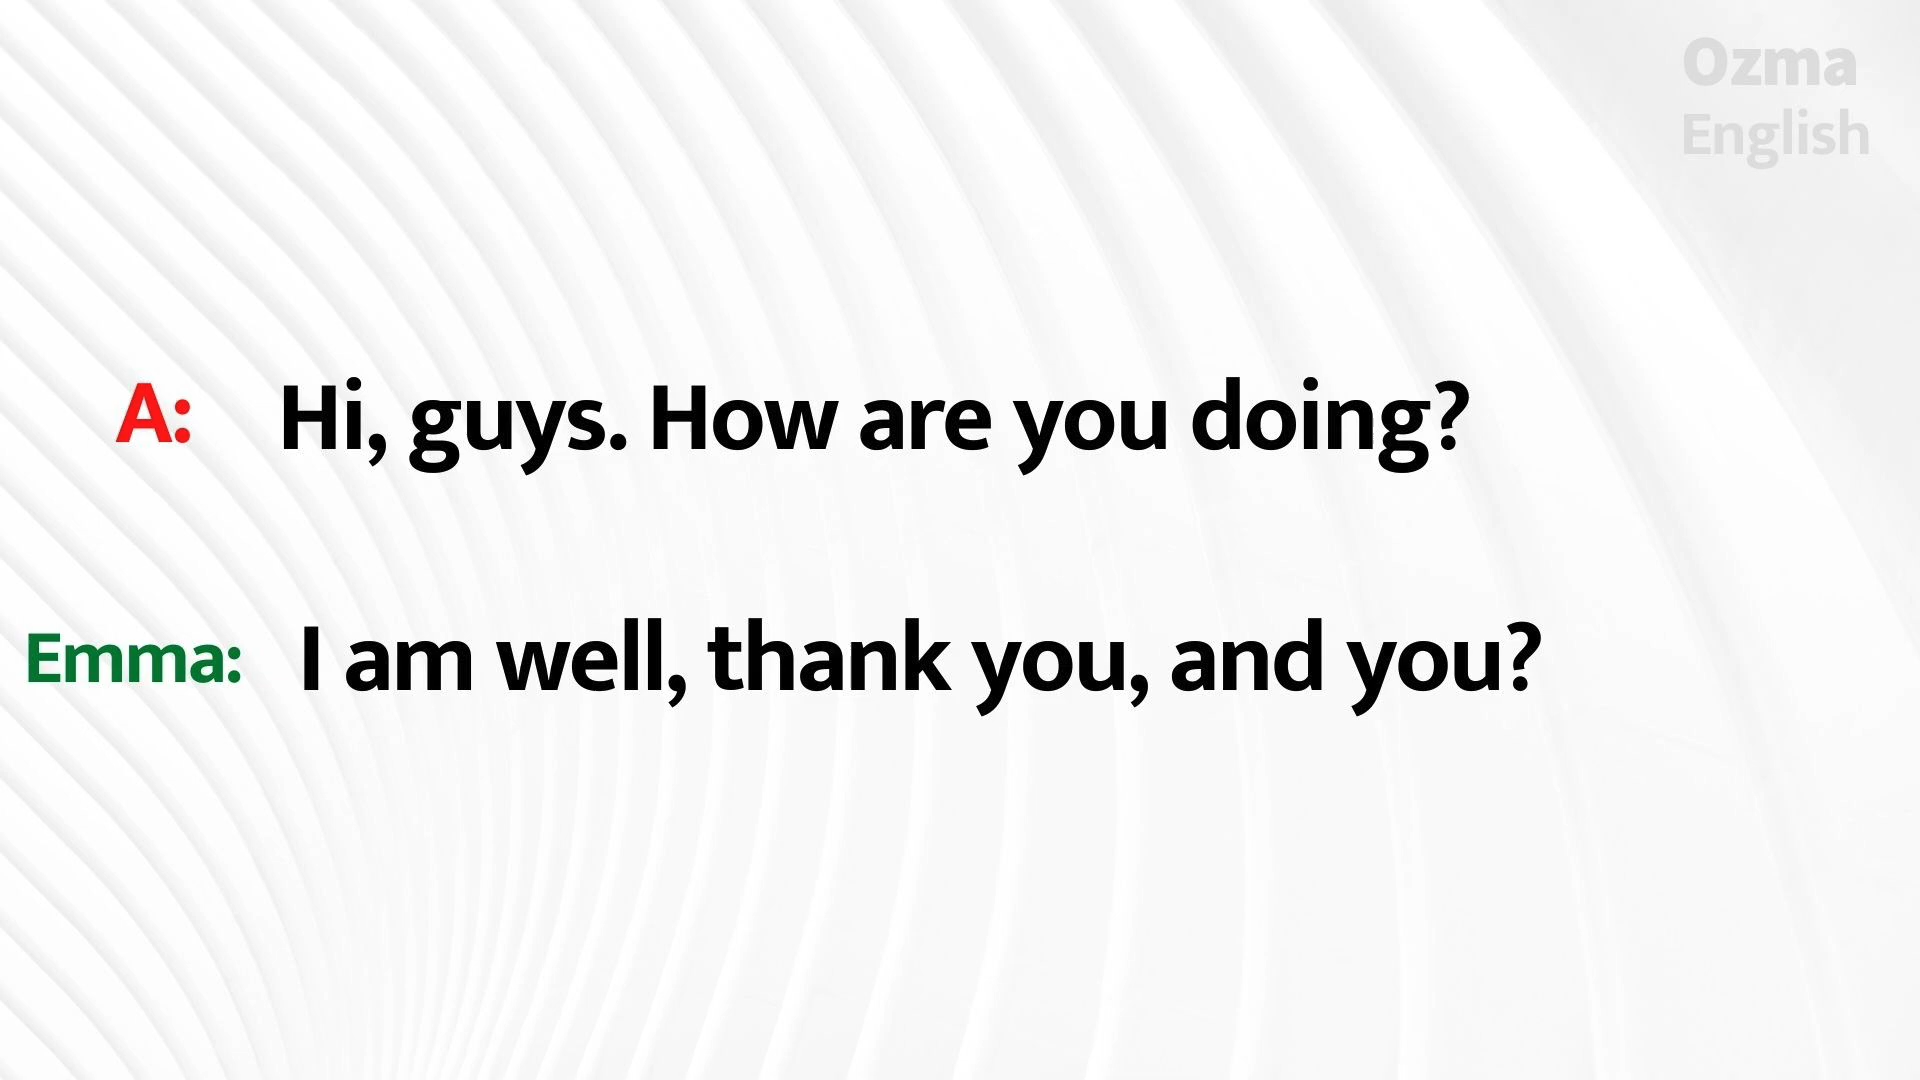 Ozma
English
A: Hi, guys. How are you doing?
Emma: I am well, thank you, and you?